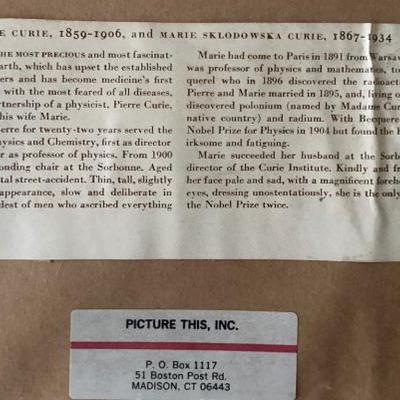 E CURIE, 1859-1906, and MARIE SKLODOWSKA CURIE, 1867-1934
THE MOST PRECIOUS and most fascinat-
arth, which has upset the established
ers and has become medicine's first
with the most feared of all diseases,
rtnership of a physicist, Pierre Curie,
his wife Marie.
erre for twenty-two years served the
ysics and Chemistry, first as director
or as professor of physics. From 1900
onding chair at the Sorbonne. Aged
tal street-accident. Thin, tall, slightly
appearance, slow and deliberate in
dest of men who ascribed everything
Marie had come to Paris in 1891 from Warsaw
was professor of physics and mathematics, to
querel who in 1896 discovered the radioact
Pierre and Marie married in 1895, and, living o
discovered polonium (named by Madame Cur
native country) and radium. With Becquere
Nobel Prize for Physics in 1904 but found the h
irksome and fatiguing.
Marie succeeded her husband at the Sorb
director of the Curie Institute. Kindly and fr
her face pale and sad, with a magnificent forehe
eyes, dressing unostentatiously, she is the only
the Nobel Prize twice.
PICTURE THIS, INC.
P. O. Box 1117
51 Boston Post Rd.
MADISON, CT 06443